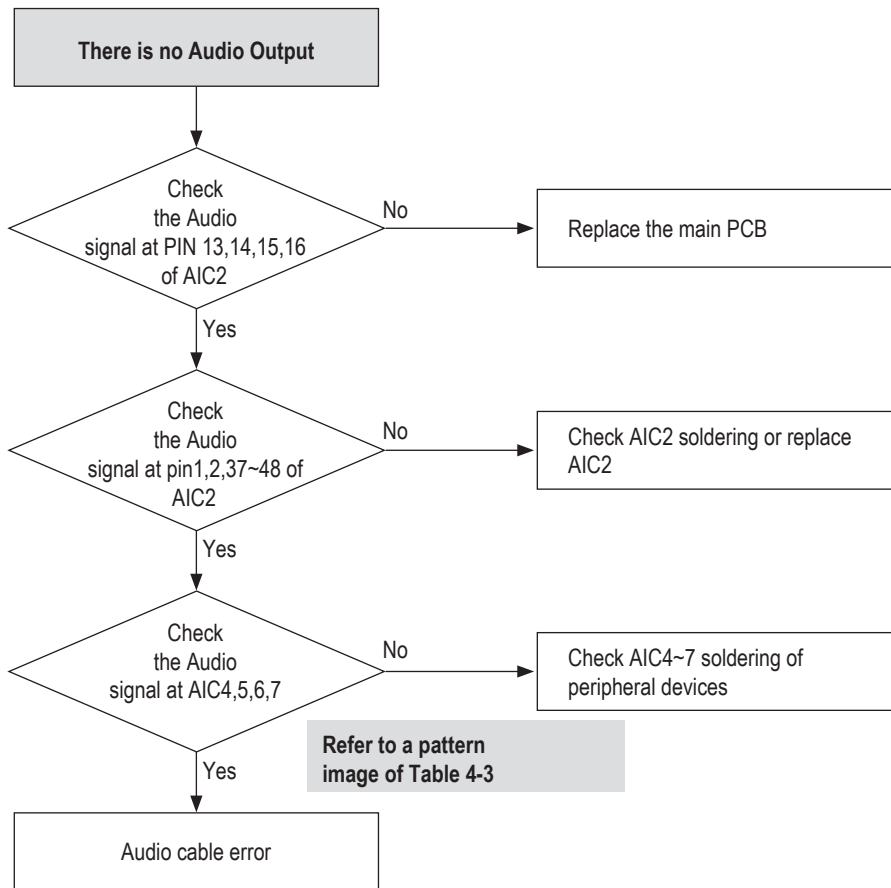 There is no Audio Output
Check
the Audio
signal at PIN 13,14,15,16
of AIC2
No
Replace the main PCB
Yes
Check
the Audio
signal at pin1,2,37~48 of
AIC2
No
Check AIC2 soldering or replace
AIC2
Yes
Check
the Audio
signal at AIC4,5,6,7
No
Check AIC4~7 soldering of
peripheral devices
Refer to a pattern
image of Table 4-3
Yes
Audio cable error